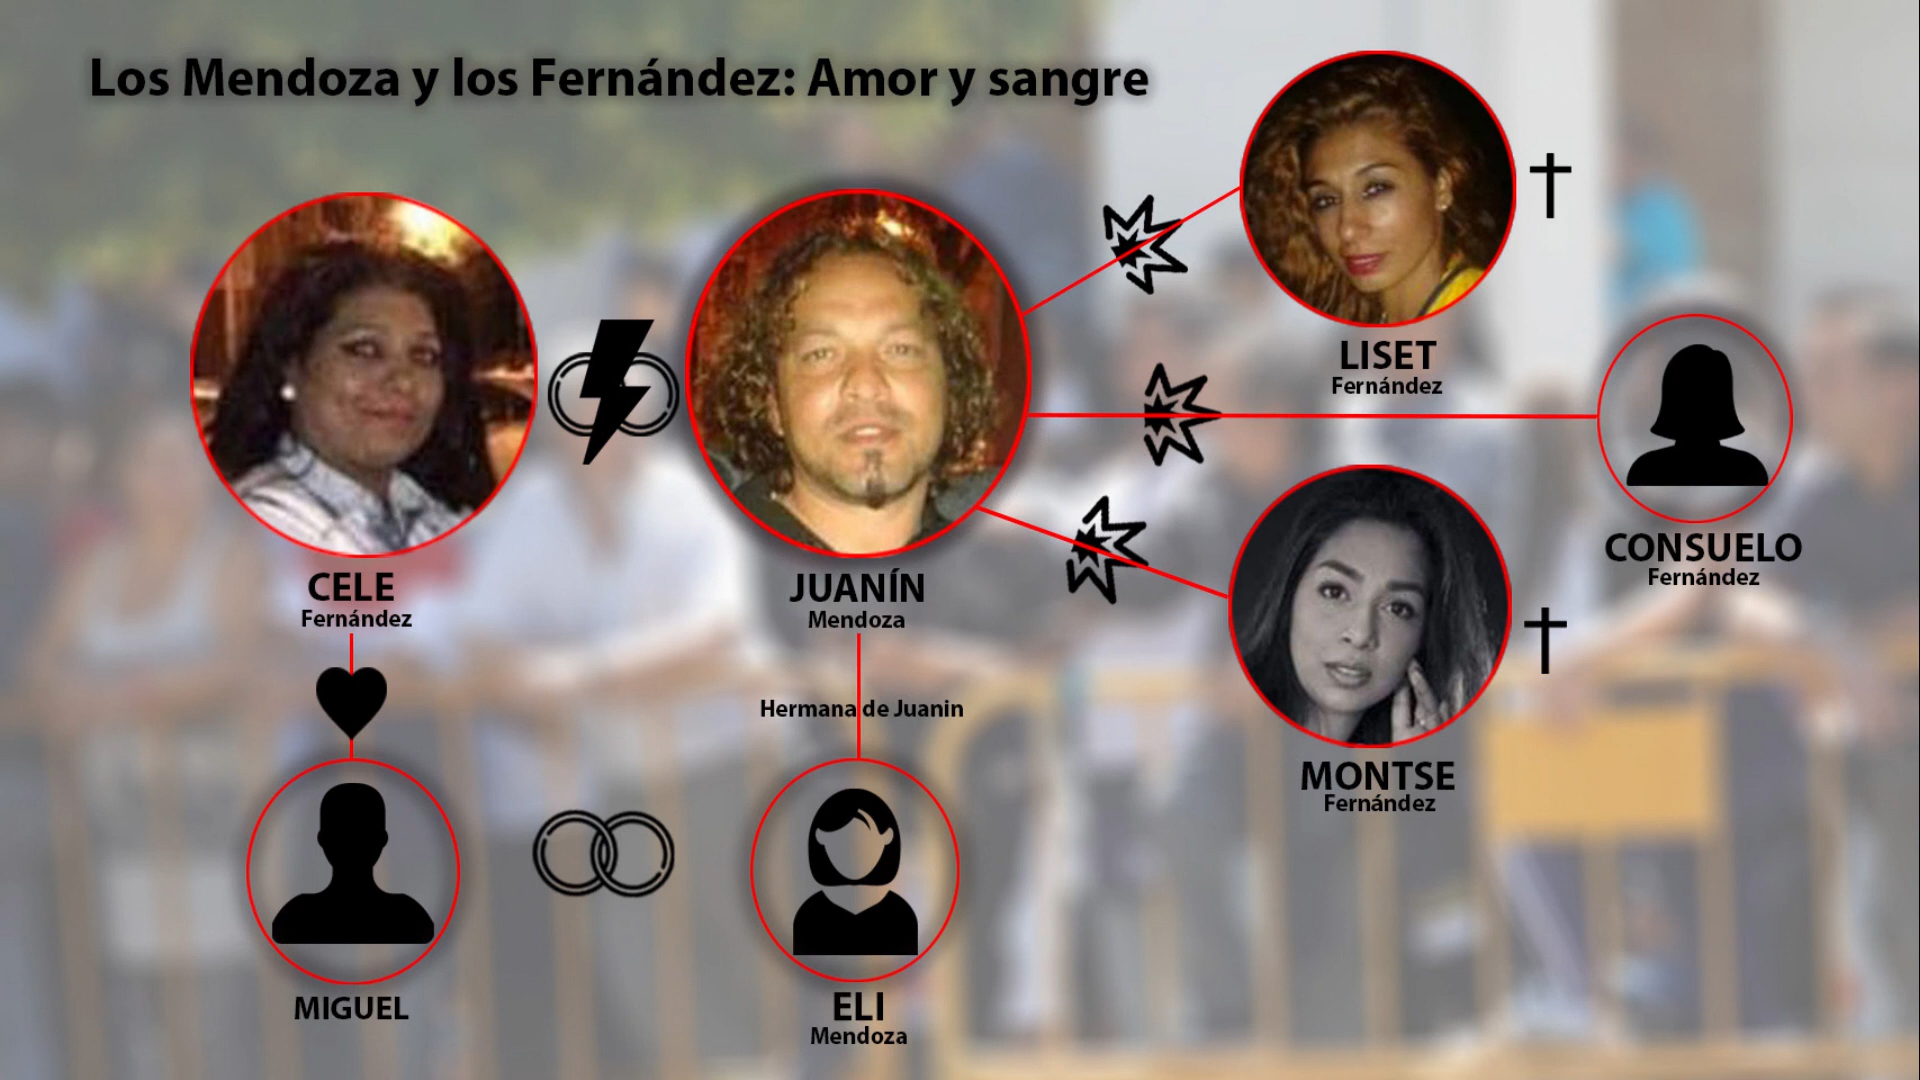 Los Mendoza y los Fernández: Amor y sangre
LISET
Fernández
CONSUELO
Fernández
CELE
Fernández
JUANÍN
Mendoza
Hermana de Juanin
MONTSE
Fernández
MIGUEL
ELI
Mendoza